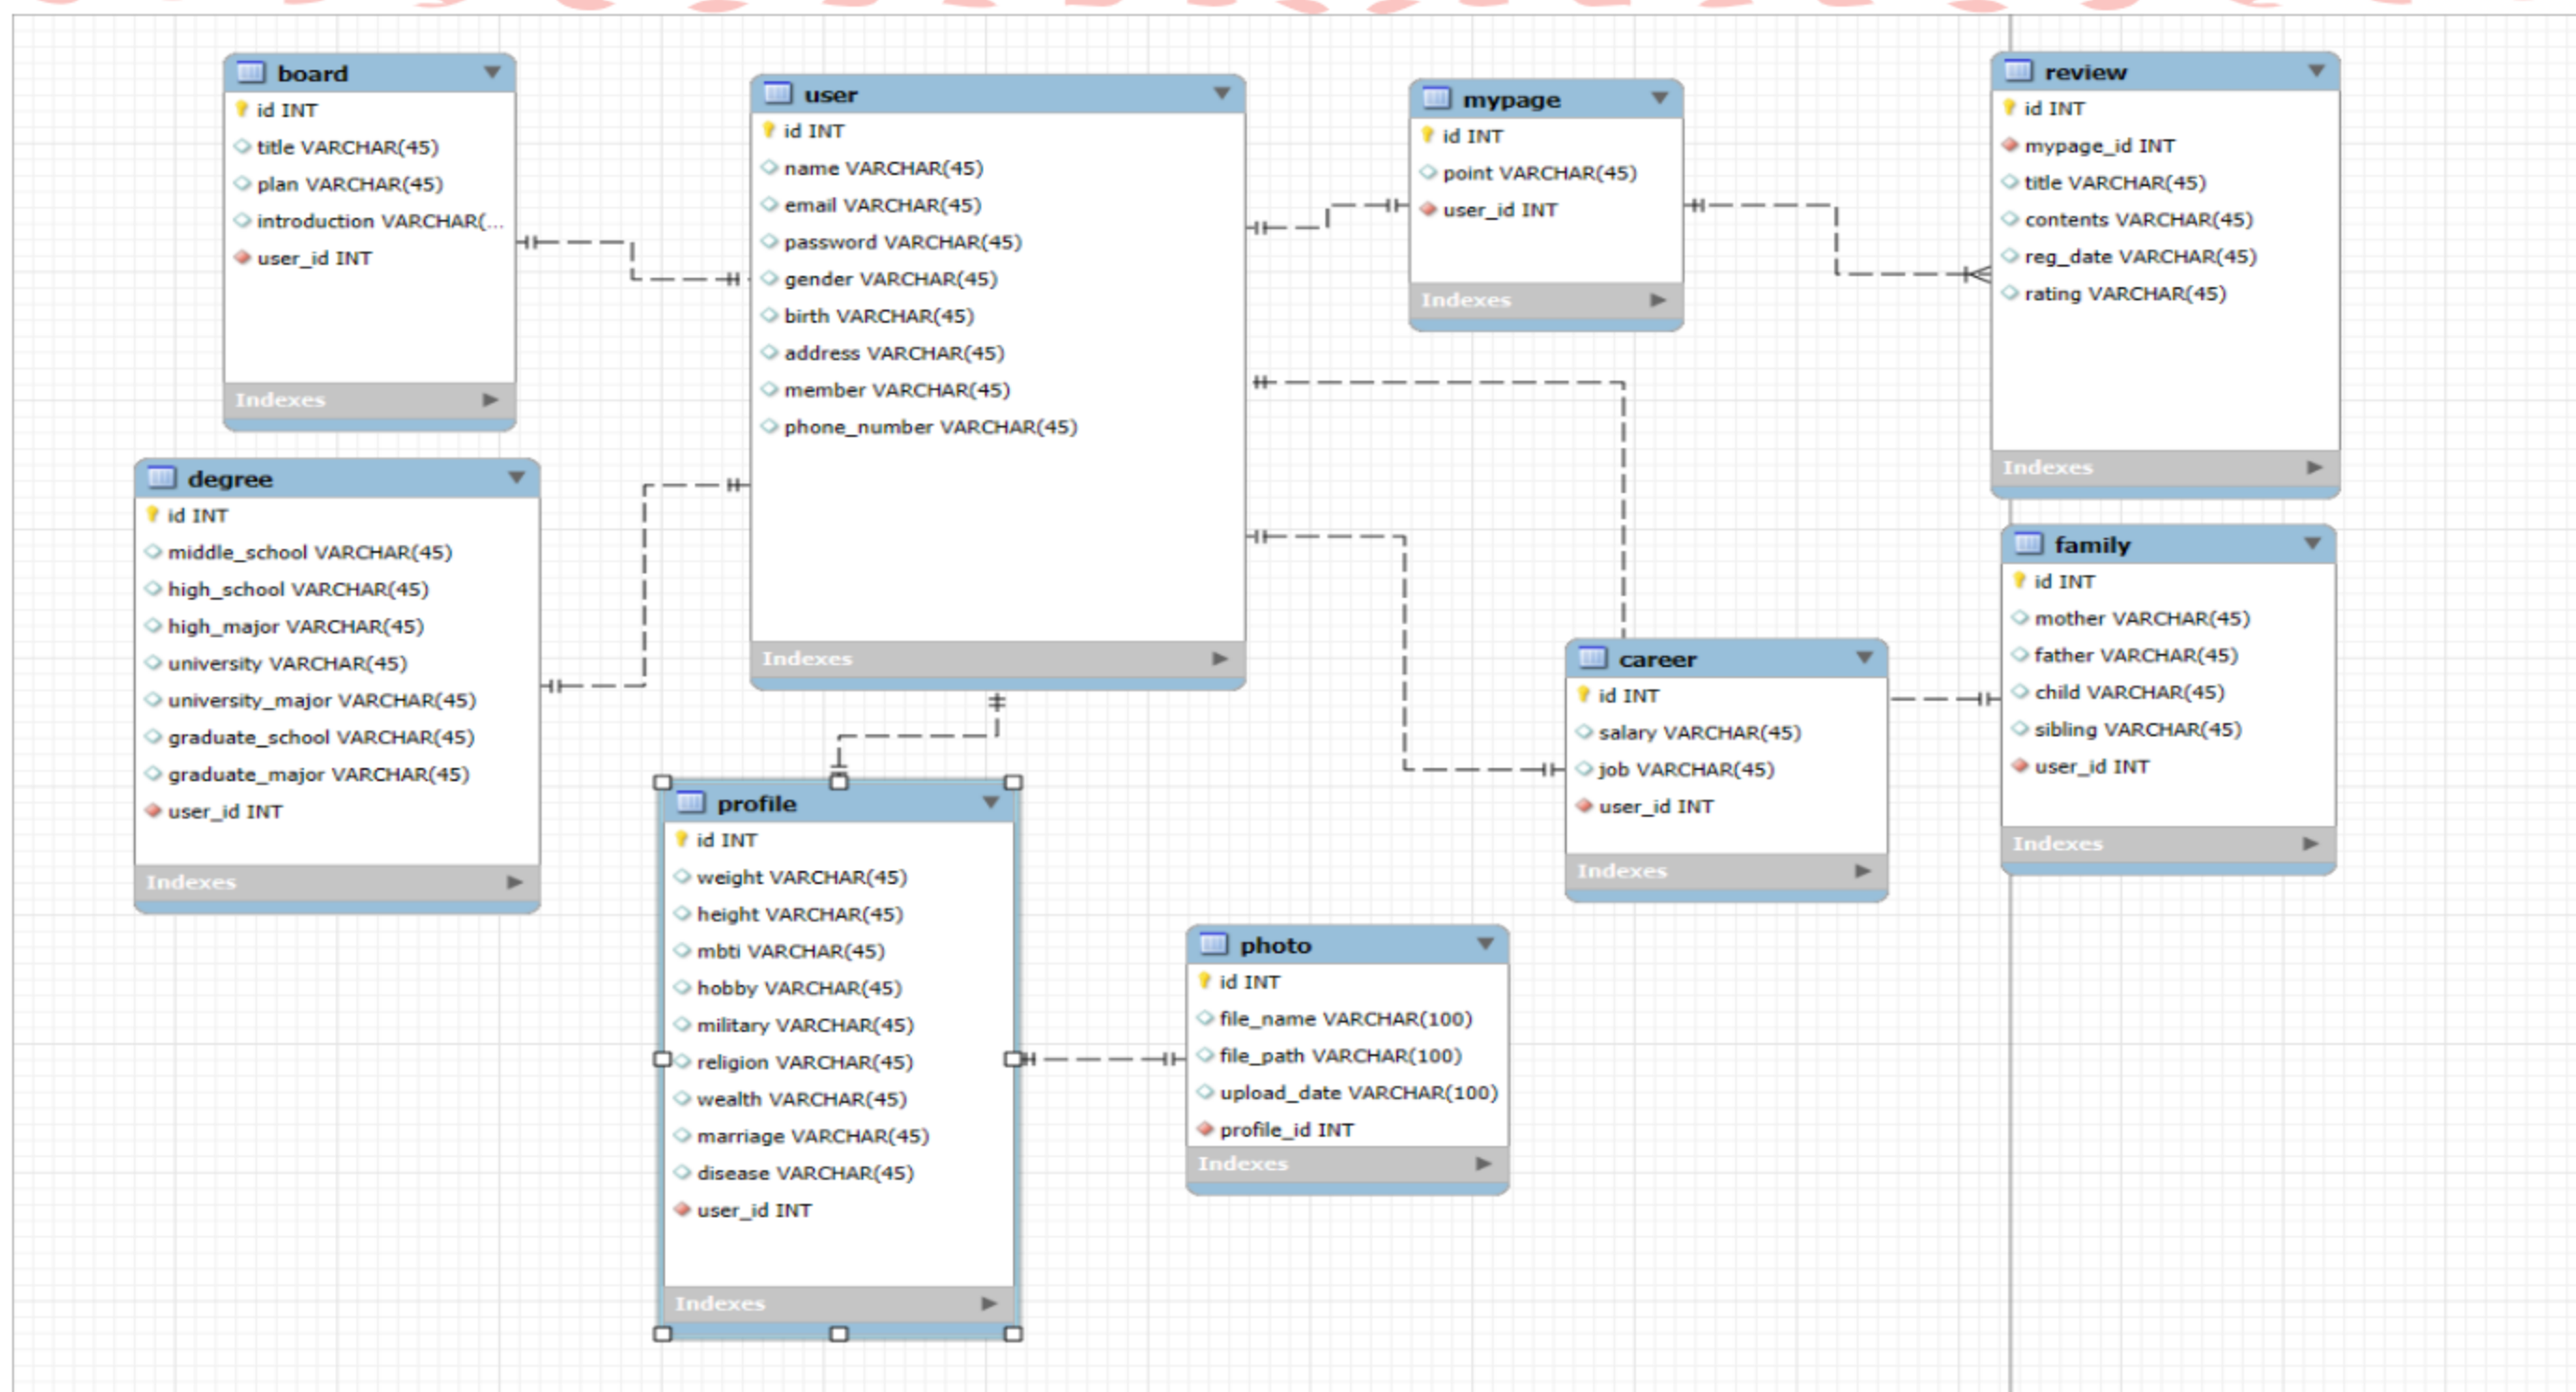 board
id INT
title VARCHAR(45)
plan VARCHAR(45)
introduction VARCHAR(...
user_id INT
Indexes
user
id INT
name VARCHAR(45)
email VARCHAR(45)
password VARCHAR(45)
gender VARCHAR(45)
birth VARCHAR(45)
address VARCHAR(45)
member VARCHAR(45)
phone_number VARCHAR(45)
Indexes
mypage
id INT
point VARCHAR(45)
user_id INT
Indexes
review
id INT
mypage_id INT
title VARCHAR(45)
contents VARCHAR(45)
reg_date VARCHAR(45)
rating VARCHAR(45)
Indexes
degree
id INT
middle_school VARCHAR(45)
high_school VARCHAR(45)
high_major VARCHAR(45)
university VARCHAR(45)
university_major VARCHAR(45)
graduate_school VARCHAR(45)
graduate_major VARCHAR(45)
user_id INT
Indexes
family
id INT
mother VARCHAR(45)
father VARCHAR(45)
child VARCHAR(45)
sibling VARCHAR(45)
user_id INT
Indexes
career
id INT
salary VARCHAR(45)
job VARCHAR(45)
user_id INT
Indexes
profile
id INT
weight VARCHAR(45)
height VARCHAR(45)
mbti VARCHAR(45)
hobby VARCHAR(45)
military VARCHAR(45)
religion VARCHAR(45)
wealth VARCHAR(45)
marriage VARCHAR(45)
disease VARCHAR(45)
user_id INT
Indexes
photo
id INT
file_name VARCHAR(100)
file_path VARCHAR(100)
upload_date VARCHAR(100)
profile_id INT
Indexes